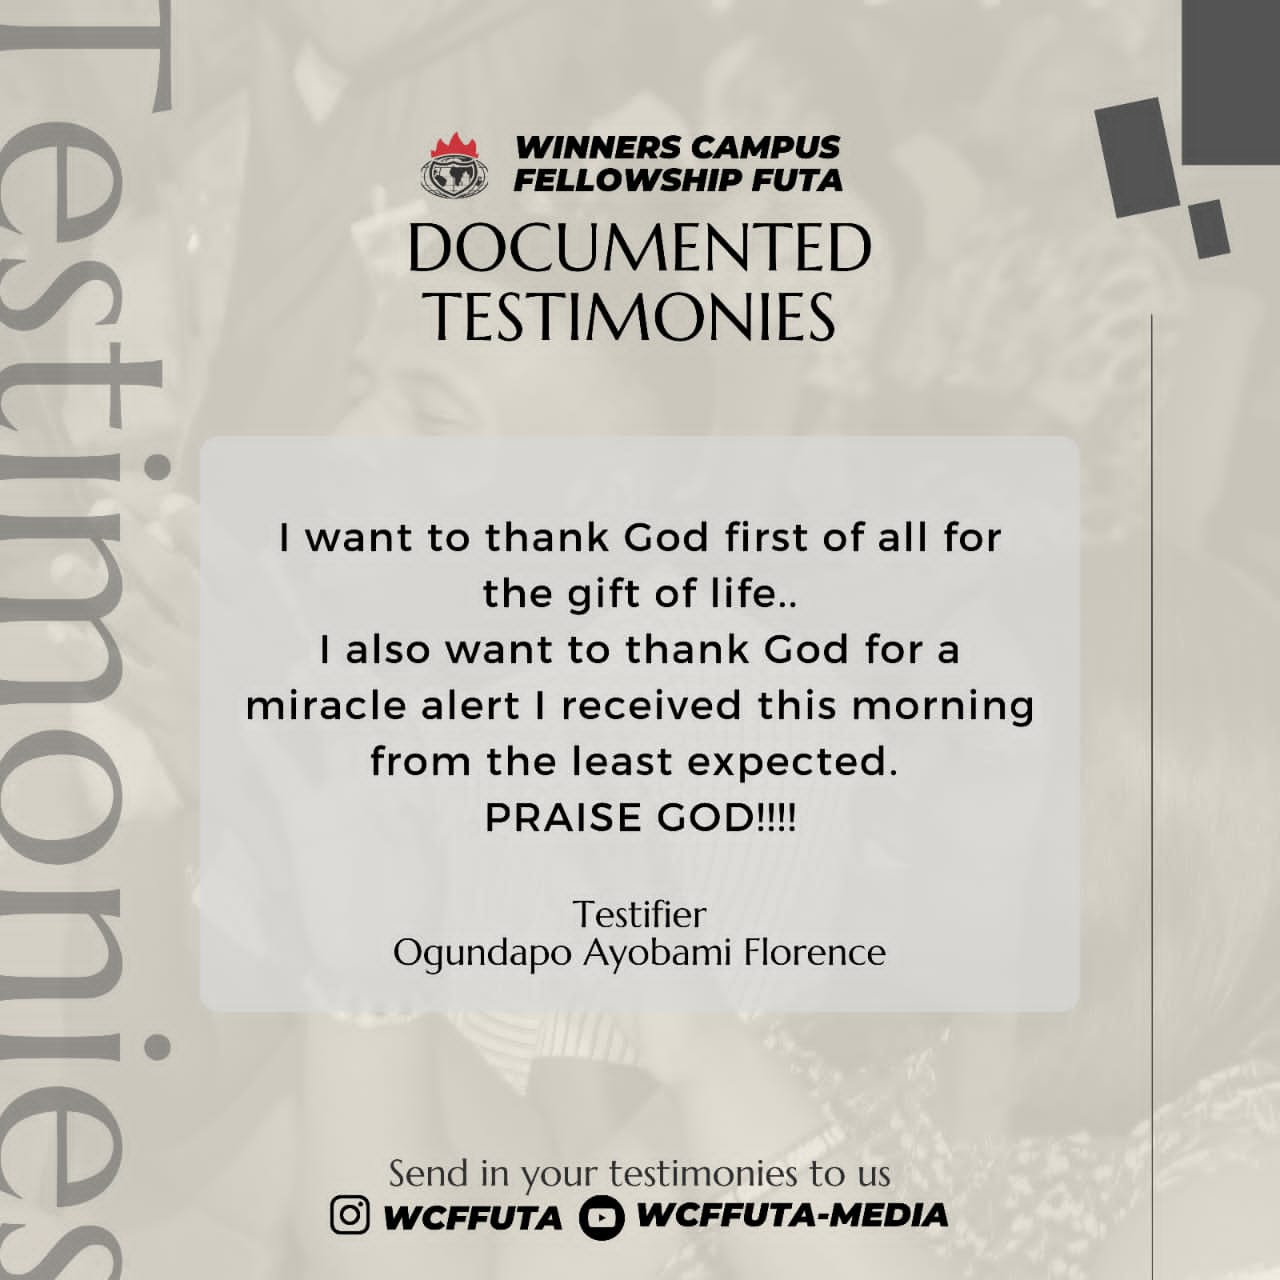 Testimonies
WINNERS CAMPUS
FELLOWSHIP FUTA
DOCUMENTED
TESTIMONIES
I want to thank God first of all for
the gift of life..
I also want to thank God for a
miracle alert I received this morning
from the least expected.
PRAISE GOD!!!!
Testifier
Ogundapo Ayobami Florence
Send in your testimonies to us
WCFFUTA WCFFUTA-MEDIA